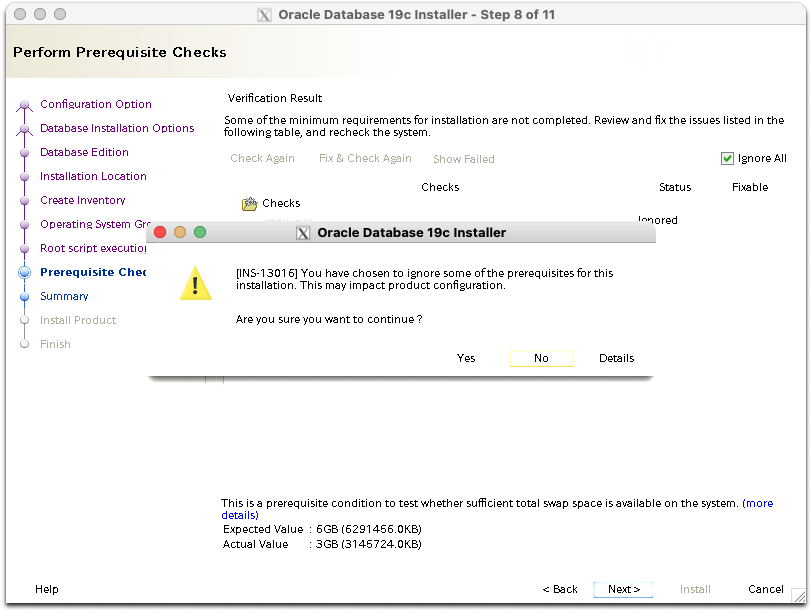 Oracle Database 19c Installer - Step 8 of 11
Perform Prerequisite Checks
Configuration Option
Database Installation Options
Database Edition
Installation Location
Create Inventory
Operating System Gro
Root script execution
Prerequisite Chec
Summary
Install Product
Finish
Verification Result
Some of the minimum requirements for installation are not completed. Review and fix the issues listed in the
following table, and recheck the system.
Check Again Fix & Check Again Show Failed Ignore All
Checks Status Fixable
Checks
Ignored
Oracle Database 19c Installer
[INS-13016] You have chosen to ignore some of the prerequisites for this
installation. This may impact product configuration.
Are you sure you want to continue ?
Yes No Details
This is a prerequisite condition to test whether sufficient total swap space is available on the system. (more
details)
Expected Value : 6GB (6291456.0KB)
Actual Value : 3GB (3145724.0KB)
Help < Back Next > Install Cancel